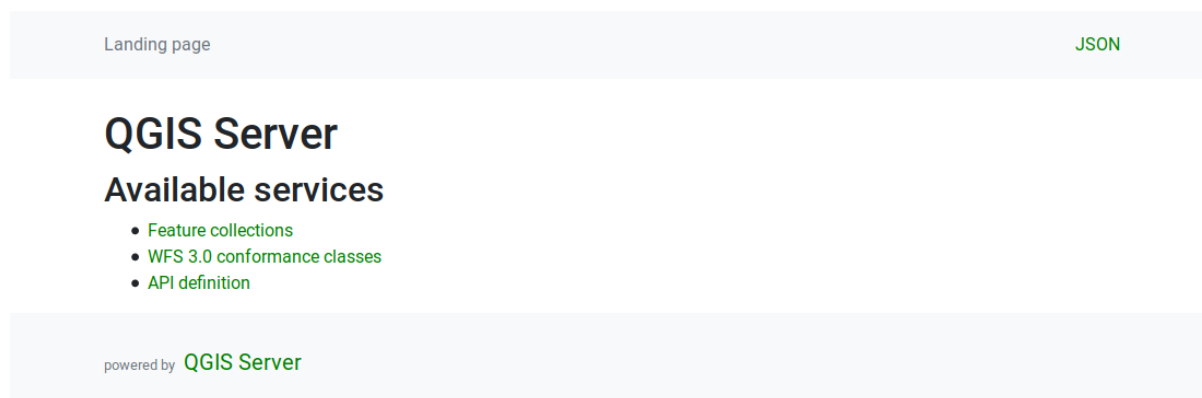 Landing page JSON
QGIS Server
Available services
Feature collections
WFS 3.0 conformance classes
API definition
powered by QGIS Server